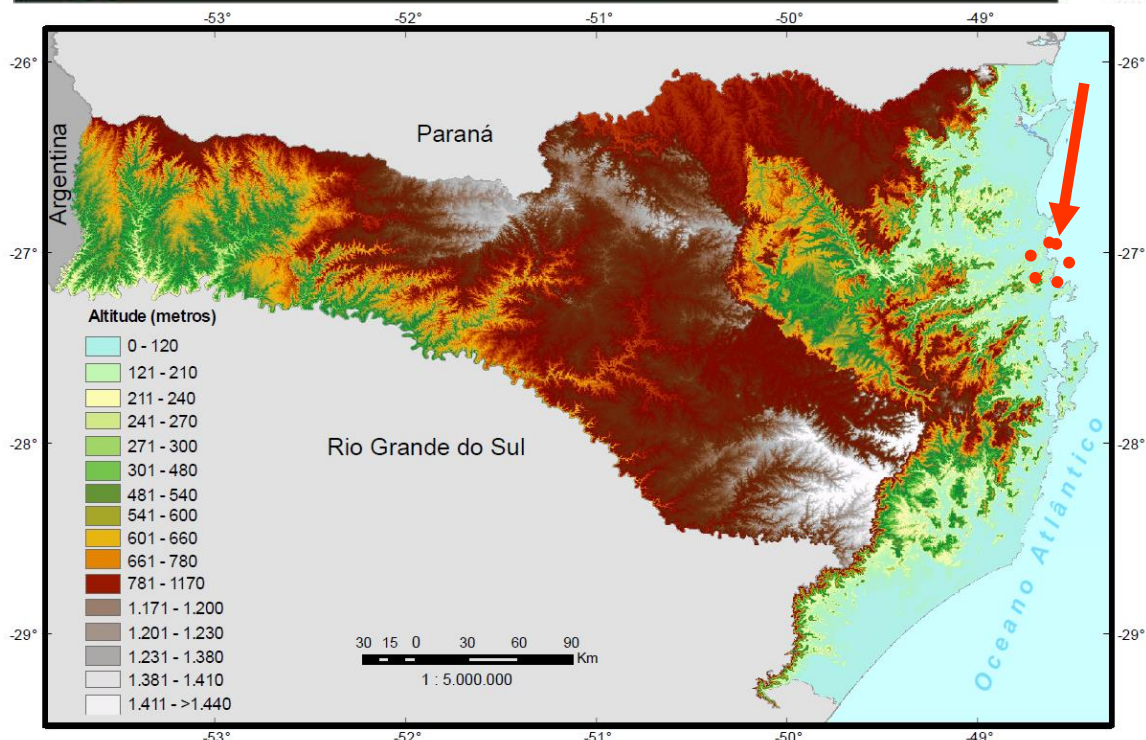 -53° -52° -51° -50° -49°
-26° -26°
Argentina
Paraná
-27° -27°
Altitude (metros)
0 - 120
121 - 210
211 - 240
241 - 270
271 - 300
301 - 480
481 - 540
541 - 600
601 - 660
661 - 780
781 - 1170
1.171 - 1.200
1.201 - 1.230
1.231 - 1.380
1.381 - 1.410
1.411 - >1.440
Rio Grande do Sul
-28° -28°
Oceano Atlântico
-29° -29°
30 15 0 30 60 90
Km
1 : 5.000.000
-53° -52° -51° -50° -49°